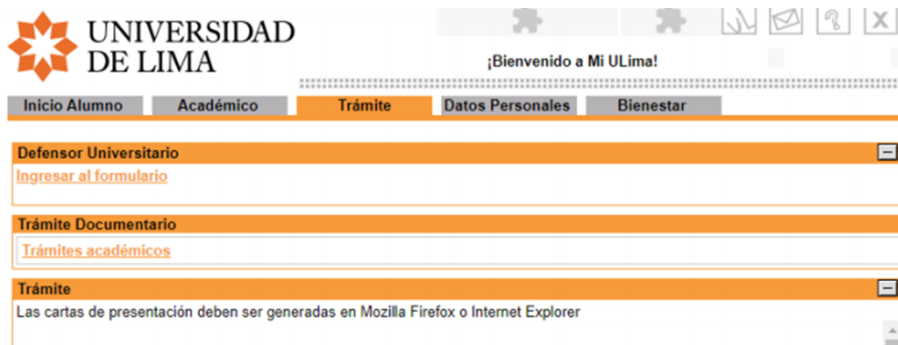 UNIVERSIDAD
DE LIMA
¡Bienvenido a Mi ULima!
Inicio Alumno Académico Trámite Datos Personales Bienestar
Defensor Universitario
Ingresar al formulario
Trámite Documentario
Trámites académicos
Trámite
Las cartas de presentación deben ser generadas en Mozilla Firefox o Internet Explorer